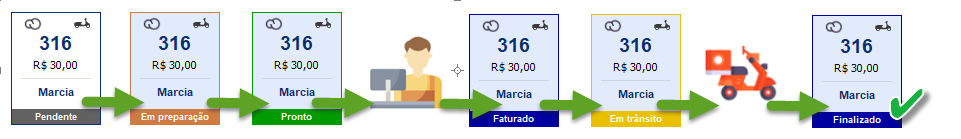 316
R$ 30,00
Marcia
Pendente
316
R$ 30,00
Marcia
Em preparação
316
R$ 30,00
Marcia
Pronto
316
R$ 30,00
Marcia
Faturado
316
R$ 30,00
Marcia
Em trânsito
316
R$ 30,00
Marcia
Finalizado